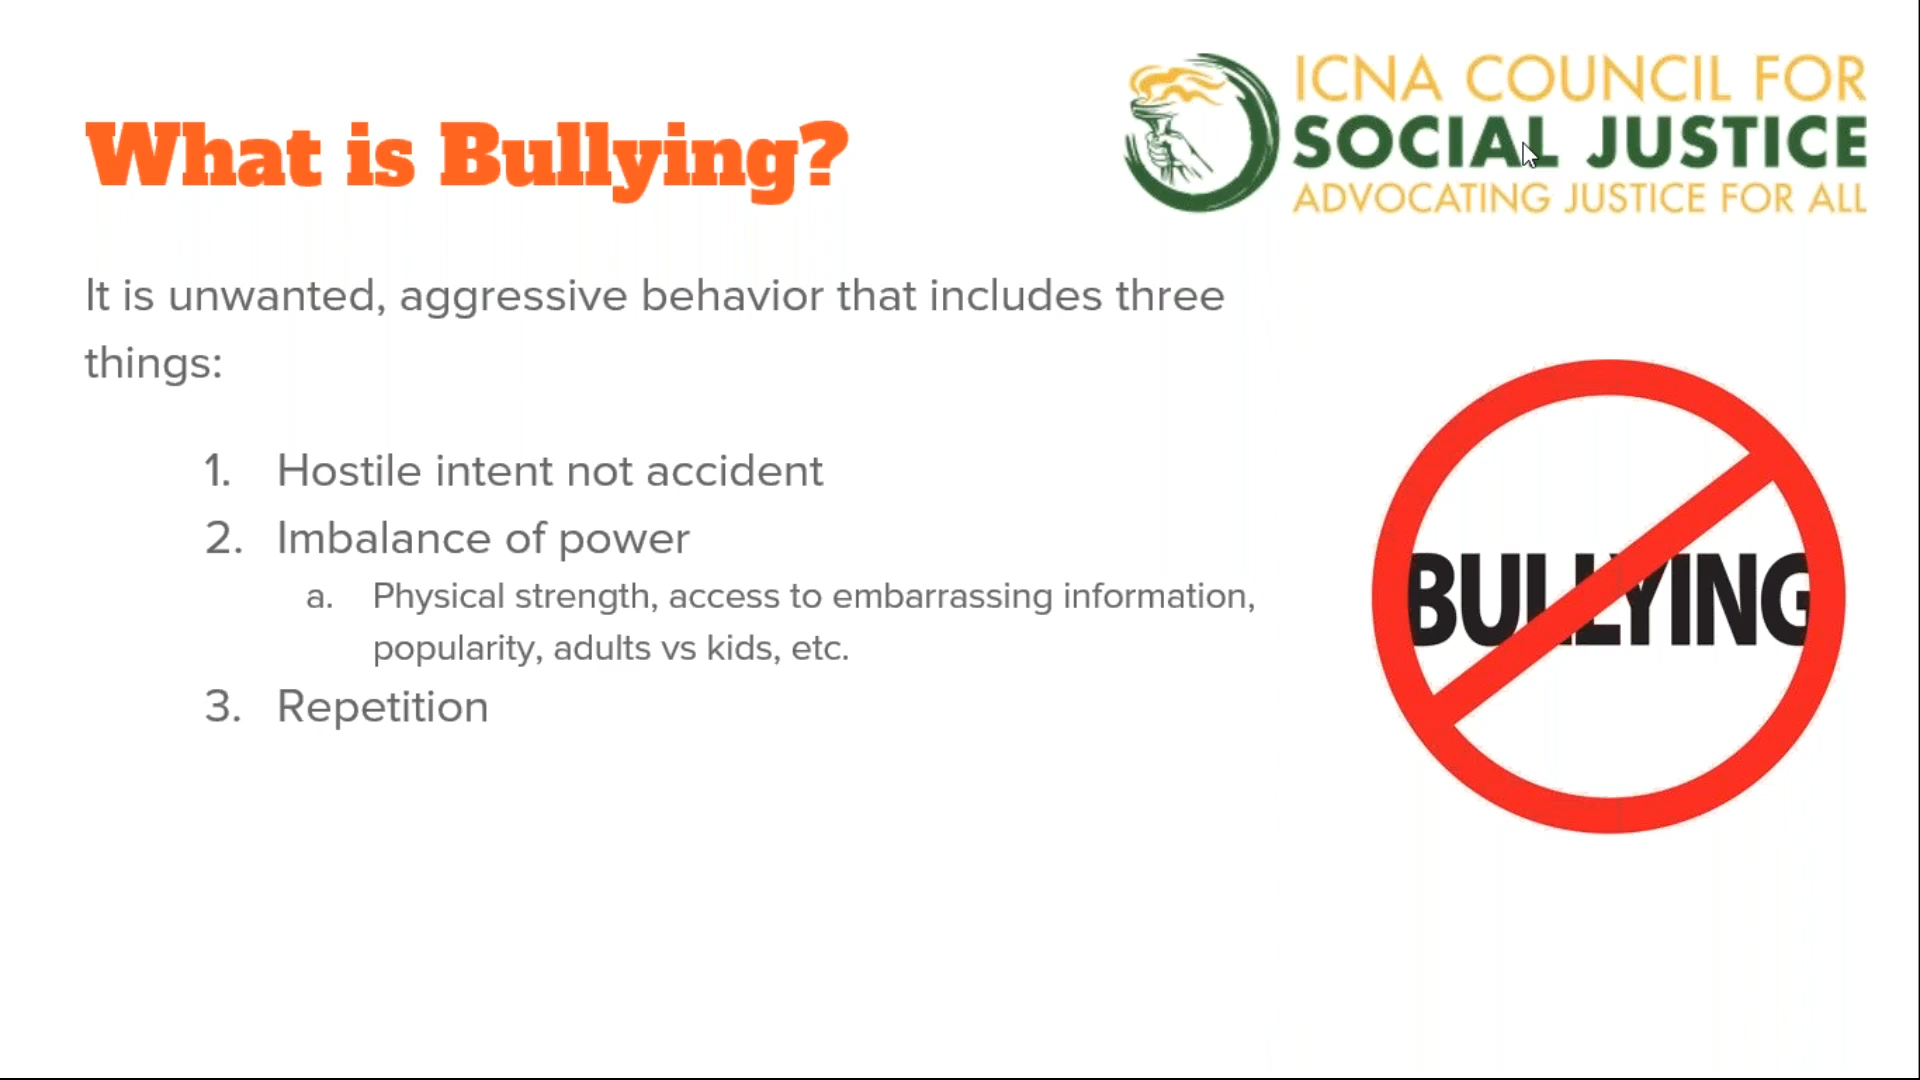 ICNA COUNCIL FOR
SOCIAL JUSTICE
ADVOCATING JUSTICE FOR ALL
What is Bullying?
It is unwanted, aggressive behavior that includes three
things:
1. Hostile intent not accident
2. Imbalance of power
a. Physical strength, access to embarrassing information,
popularity, adults vs kids, etc.
3. Repetition
BULLYING